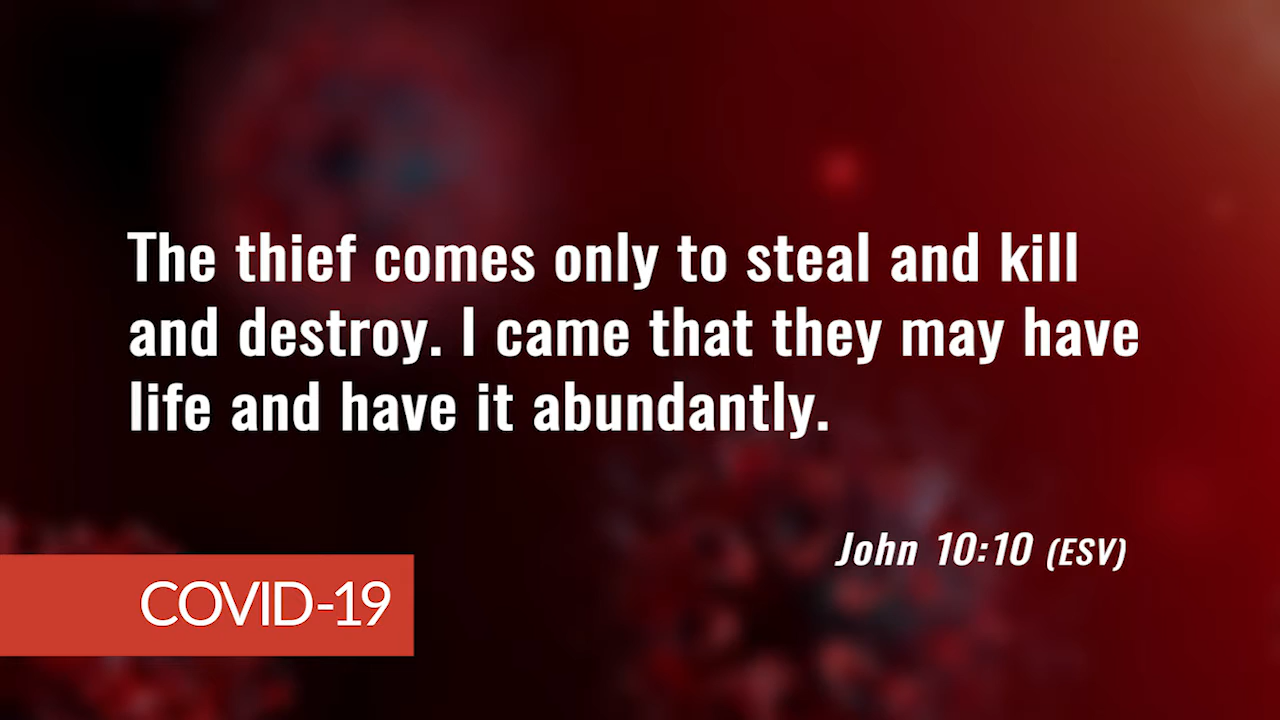 The thief comes only to steal and kill
and destroy. I came that they may have
life and have it abundantly.
John 10:10 (ESV)
COVID-19